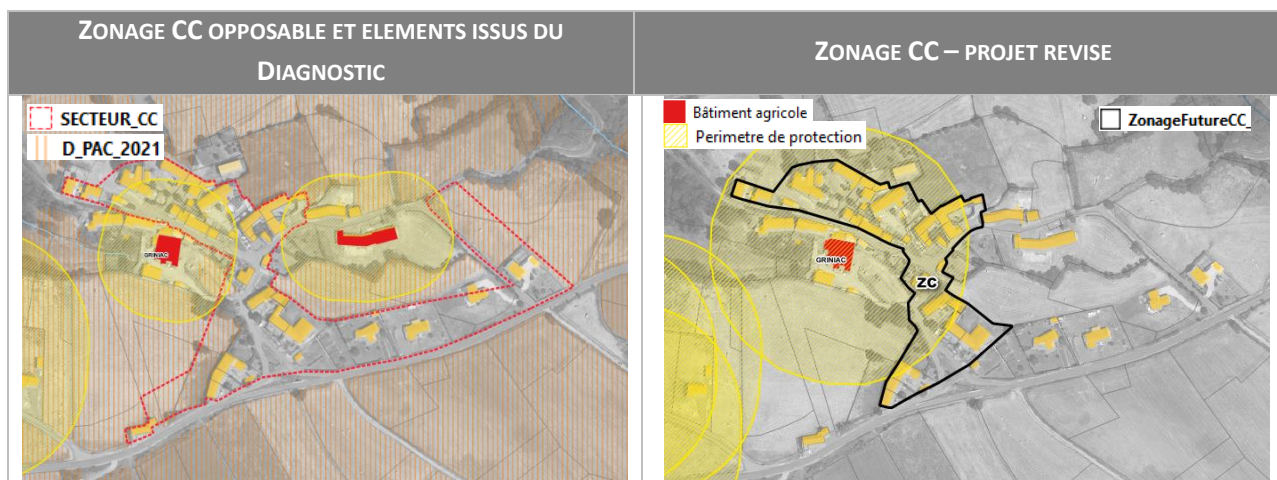 ZONAGE CC OPPOSABLE ET ELEMENTS ISSUS DU
DIAGNOSTIC
ZONAGE CC – PROJET REVISE
SECTEUR_CC
D_PAC_2021
GRINIAC
Bâtiment agricole
Perimetre de protection
ZonageFutureCC_
GRINIAC
ZC